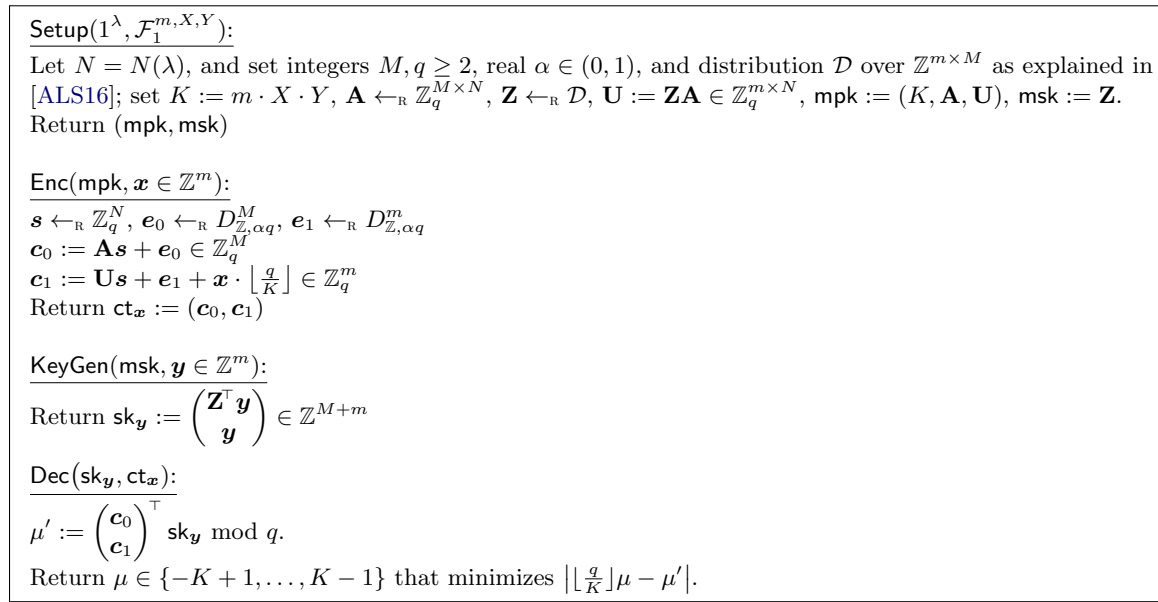 Setup(1^λ, F_1^{m,X,Y}):
Let N = N(λ), and set integers M, q ≥ 2, real α ∈ (0, 1), and distribution D over ℤ^{m×M} as explained in
[ALS16]; set K := m · X · Y, A ←_R ℤ_q^{M×N}, Z ←_R D, U := ZA ∈ ℤ_q^{m×N}, mpk := (K, A, U), msk := Z.
Return (mpk, msk)
Enc(mpk, x ∈ ℤ^m):
s ←_R ℤ_q^N, e_0 ←_R D_{ℤ,αq}^M, e_1 ←_R D_{ℤ,αq}^m
c_0 := As + e_0 ∈ ℤ_q^M
c_1 := Us + e_1 + x · ⌊q/K⌋ ∈ ℤ_q^m
Return ct_x := (c_0, c_1)
KeyGen(msk, y ∈ ℤ^m):
Return sk_y := (Z^⊤ y
y) ∈ ℤ^{M+m}
Dec(sk_y, ct_x):
μ′ := (c_0
c_1)^⊤ sk_y mod q.
Return μ ∈ {−K + 1, . . . , K − 1} that minimizes |⌊q/K⌋μ − μ′|.